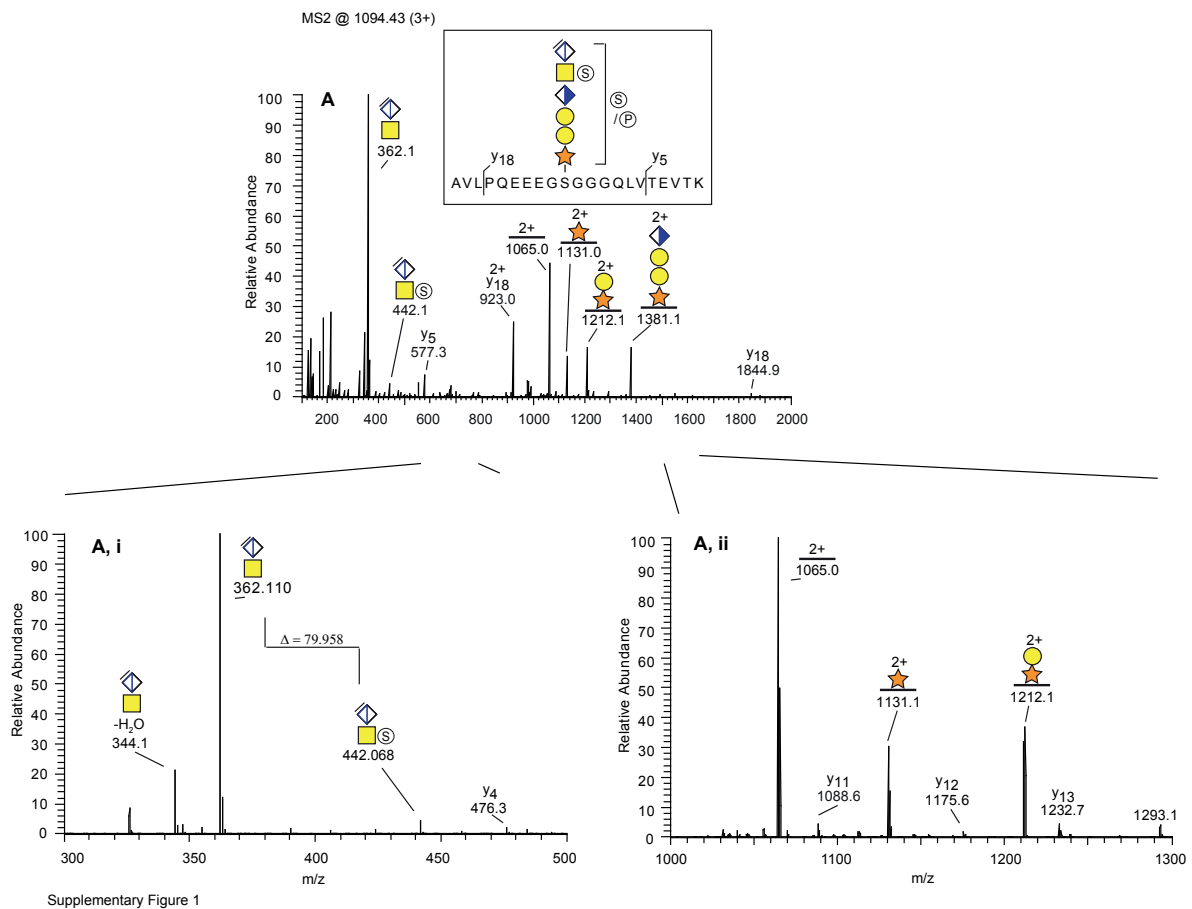 MS2 @ 1094.43 (3+)
A
Relative Abundance
100
90
80
70
60
50
40
30
20
10
0
200 400 600 800 1000 1200 1400 1600 1800 2000
362.1
S
442.1
y5
577.3
S
S
/P
y18
y5
AVLPQEEEGSGGGQLVTEVTK
2+
y18
923.0
2+
1065.0
2+
1131.0
2+
1212.1
2+
1381.1
y18
1844.9
A, i
Relative Abundance
100
90
80
70
60
50
40
30
20
10
0
300 350 400 450 500
m/z
-H2O
344.1
362.110
Δ = 79.958
S
442.068
y4
476.3
A, ii
Relative Abundance
100
90
80
70
60
50
40
30
20
10
0
1000 1100 1200 1300
m/z
2+
1065.0
y11
1088.6
2+
1131.1
y12
1175.6
2+
1212.1
y13
1232.7
1293.1
Supplementary Figure 1